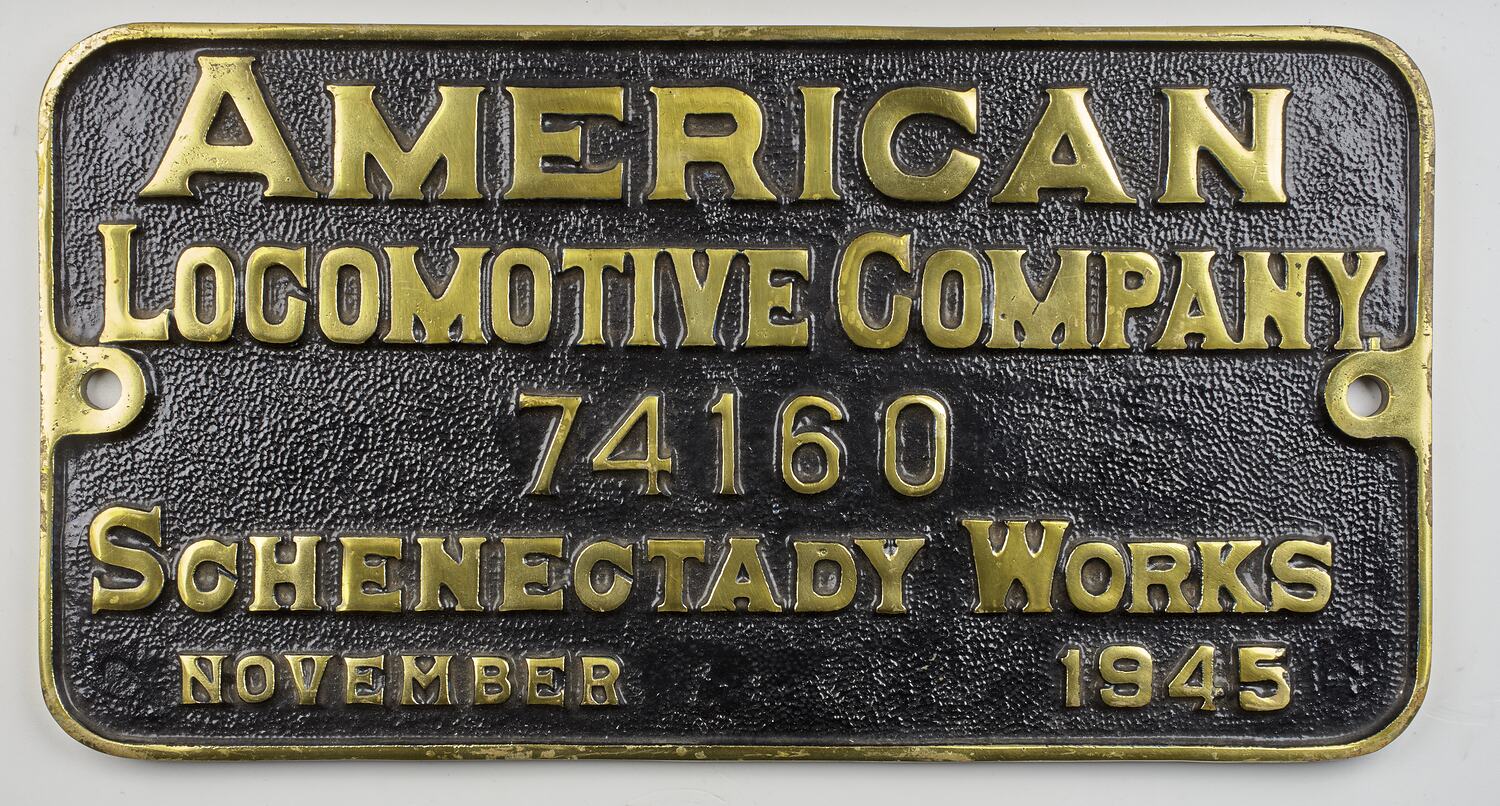 AMERICAN
LOCOMOTIVE COMPANY
74160
SCHENECTADY WORKS
NOVEMBER 1945